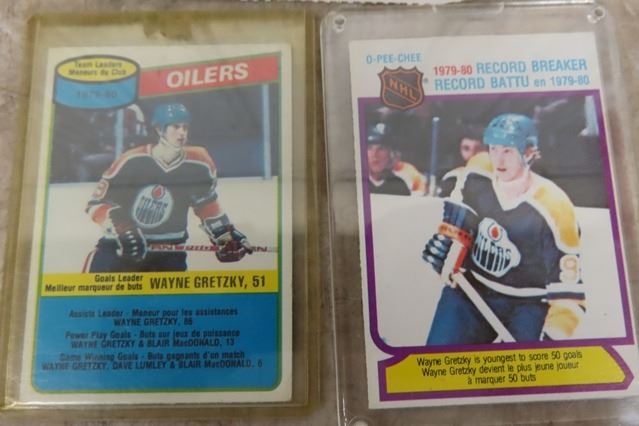 Team Leaders
Meneurs du Club
1979-80
OILERS
OILERS
Goals Leader
Meilleur marqueur de buts
WAYNE GRETZKY, 51
Assists Leader - Meneur pour les assistances
WAYNE GRETZKY, 86
Power Play Goals - Buts sur jeux de puissance
WAYNE GRETZKY & BLAIR MacDONALD, 13
Game Winning Goals - Buts gagnants d'un match
WAYNE GRETZKY, DAVE LUMLEY & BLAIR MacDONALD, 6
O-PEE-CHEE
NHL
1979-80 RECORD BREAKER
RECORD BATTU en 1979-80
OILERS
9
Wayne Gretzky is youngest to score 50 goals
Wayne Gretzky devient le plus jeune joueur
à marquer 50 buts